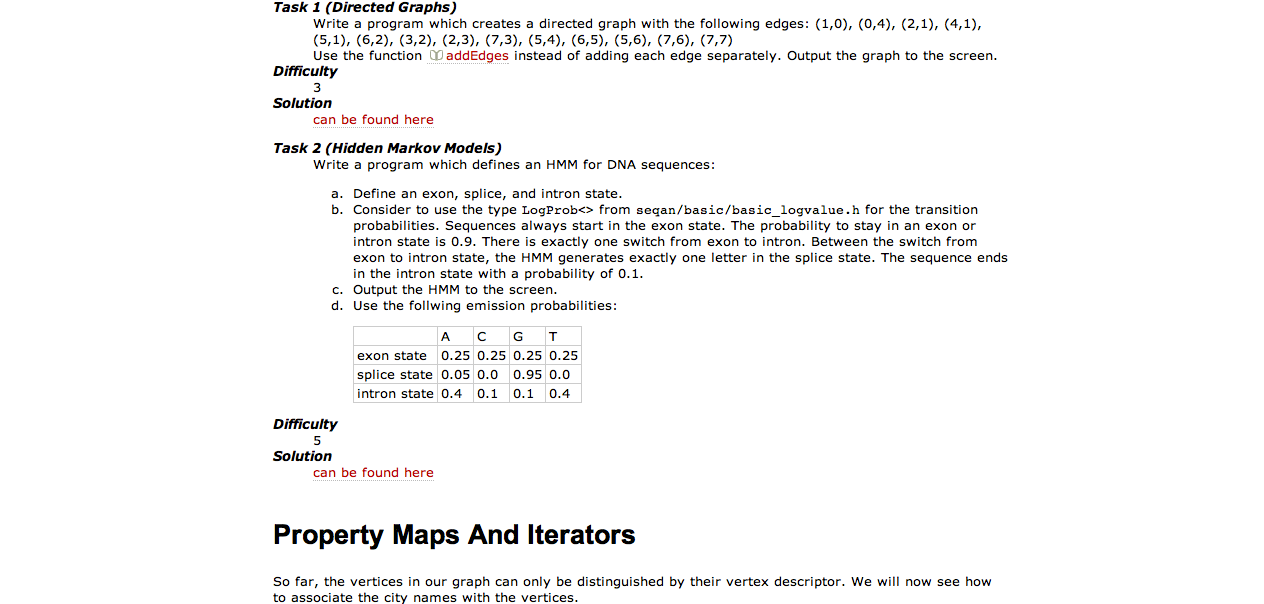 Task 1 (Directed Graphs)
Write a program which creates a directed graph with the following edges: (1,0), (0,4), (2,1), (4,1),
(5,1), (6,2), (3,2), (2,3), (7,3), (5,4), (6,5), (5,6), (7,6), (7,7)
Use the function addEdges instead of adding each edge separately. Output the graph to the screen.
Difficulty
3
Solution
can be found here
Task 2 (Hidden Markov Models)
Write a program which defines an HMM for DNA sequences:
a. Define an exon, splice, and intron state.
b. Consider to use the type LogProb<> from seqan/basic/basic_logvalue.h for the transition
probabilities. Sequences always start in the exon state. The probability to stay in an exon or
intron state is 0.9. There is exactly one switch from exon to intron. Between the switch from
exon to intron state, the HMM generates exactly one letter in the splice state. The sequence ends
in the intron state with a probability of 0.1.
c. Output the HMM to the screen.
d. Use the follwing emission probabilities:
A C G T
exon state 0.25 0.25 0.25 0.25
splice state 0.05 0.0 0.95 0.0
intron state 0.4 0.1 0.1 0.4
Difficulty
5
Solution
can be found here
Property Maps And Iterators
So far, the vertices in our graph can only be distinguished by their vertex descriptor. We will now see how
to associate the city names with the vertices.